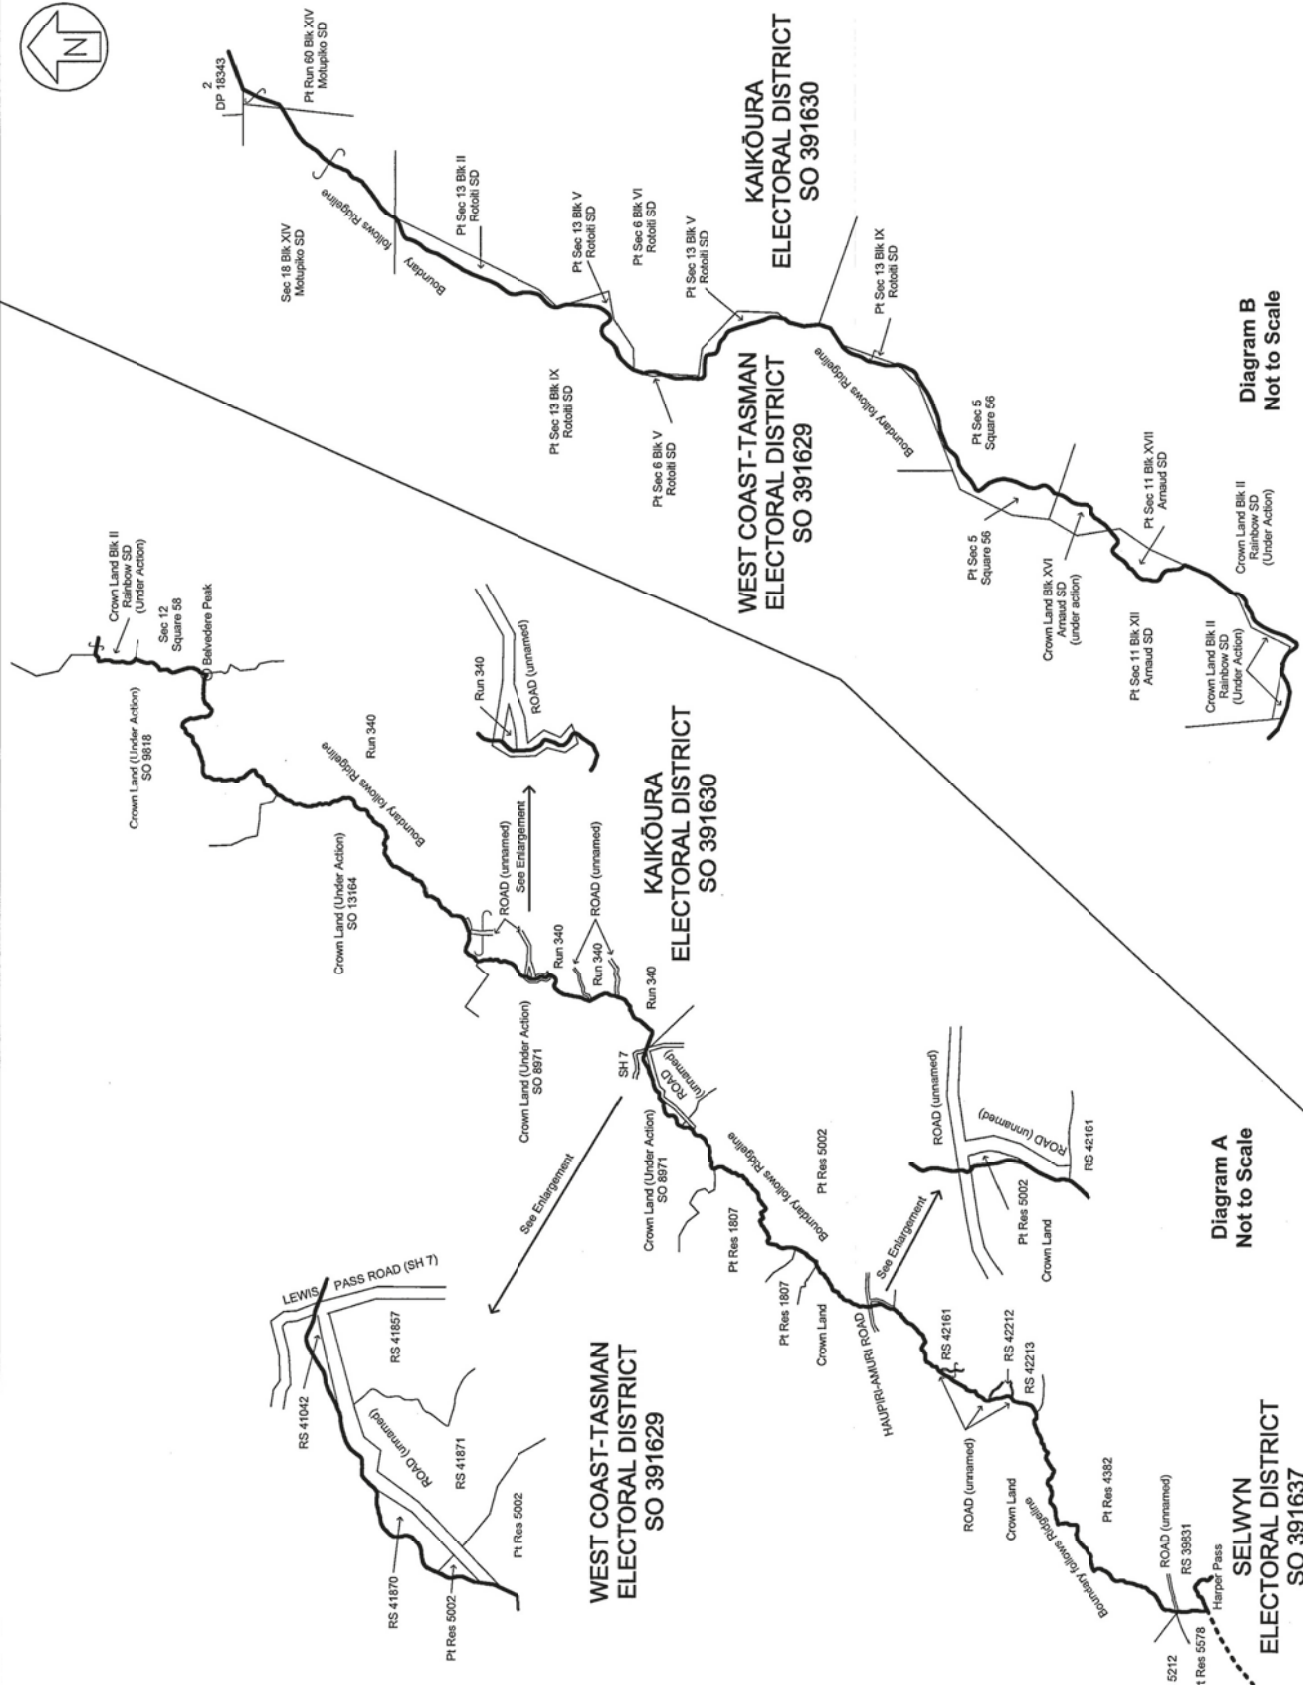 N
2
DP 18343
Pt Run 60 Blk XIV
Motupiko SD
Sec 18 Blk XIV
Motupiko SD
Boundary follows Ridgeline
Pt Sec 13 Blk II
Rotoiti SD
Pt Sec 13 Blk V
Rotoiti SD
Pt Sec 6 Blk VI
Rotoiti SD
Pt Sec 13 Blk V
Rotoiti SD
KAIKŌURA
ELECTORAL DISTRICT
SO 391630
Pt Sec 13 Blk IX
Rotoiti SD
Pt Sec 6 Blk V
Rotoiti SD
WEST COAST-TASMAN
ELECTORAL DISTRICT
SO 391629
Boundary follows Ridgeline
Pt Sec 13 Blk IX
Rotoiti SD
Pt Sec 5
Square 56
Pt Sec 5
Square 56
Crown Land Blk XVI
Arnaud SD
(under action)
Pt Sec 11 Blk XVII
Arnaud SD
Pt Sec 11 Blk XII
Arnaud SD
Crown Land Blk II
Rainbow SD
(Under Action)
Crown Land Blk II
Rainbow SD
(Under Action)
Diagram B
Not to Scale
Crown Land Blk II
Rainbow SD
(Under Action)
Sec 12
Square 58
Belvedere Peak
Crown Land (Under Action)
SO 9818
Run 340
Boundary follows Ridgeline
Crown Land (Under Action)
SO 13164
Run 340
ROAD (unnamed)
See Enlargement
ROAD (unnamed)
ROAD (unnamed)
Run 340
Run 340
Run 340
KAIKŌURA
ELECTORAL DISTRICT
SO 391630
Crown Land (Under Action)
SO 8971
SH 7
ROAD
(unnamed)
See Enlargement
Crown Land (Under Action)
SO 8971
Boundary follows Ridgeline
Pt Res 5002
Pt Res 1807
Pt Res 1807
Crown Land
HAUPIRI-AMURI ROAD
See Enlargement
ROAD (unnamed)
ROAD (unnamed)
RS 42161
Pt Res 5002
Crown Land
LEWIS PASS ROAD (SH 7)
RS 41857
RS 41042
ROAD (unnamed)
RS 41871
RS 41870
Pt Res 5002
Pt Res 5002
WEST COAST-TASMAN
ELECTORAL DISTRICT
SO 391629
RS 42161
RS 42212
RS 42213
ROAD (unnamed)
Crown Land
Pt Res 4382
Boundary follows Ridgeline
ROAD (unnamed)
RS 39831
Harper Pass
5212
t Res 5578
Diagram A
Not to Scale
SELWYN
ELECTORAL DISTRICT
SO 391637